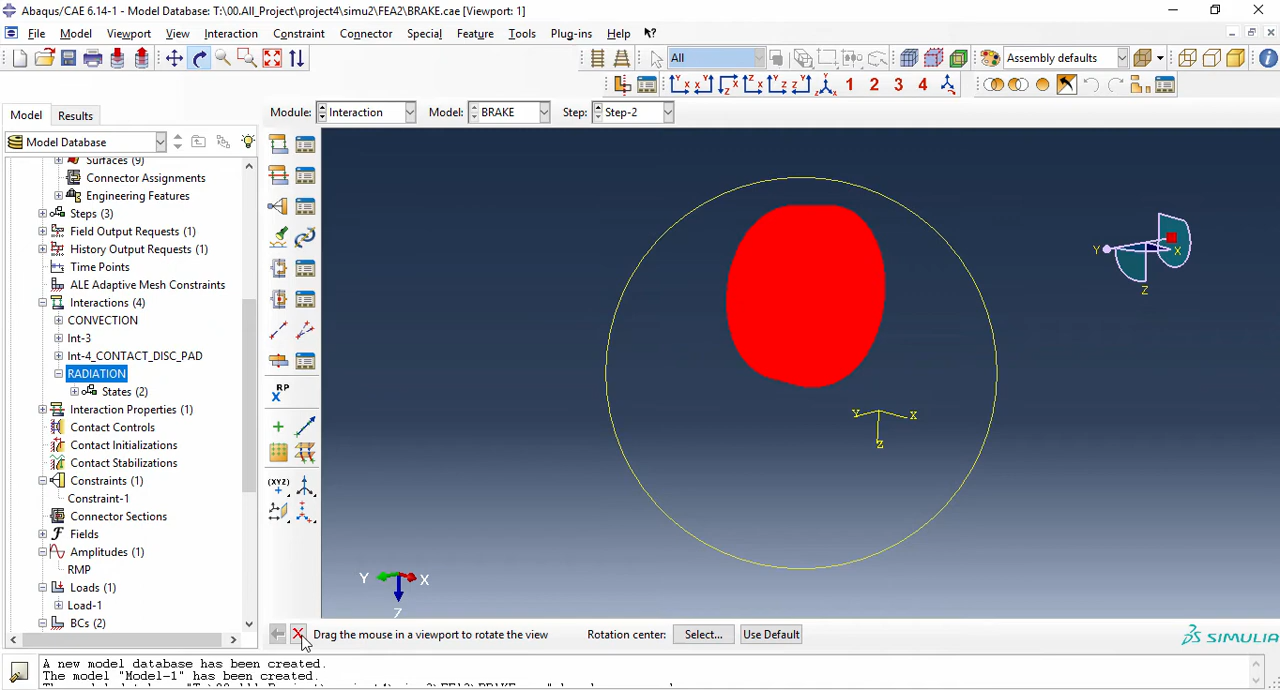 Abaqus/CAE 6.14-1 - Model Database: T:\00.All_Project\project4\simu2\FEA2\BRAKE.cae [Viewport: 1]
File Model Viewport View Interaction Constraint Connector Special Feature Tools Plug-ins Help
All Assembly defaults
1 2 3 4
Model Results Module: Interaction Model: BRAKE Step: Step-2
Model Database
Surfaces (9)
Connector Assignments
Engineering Features
Steps (3)
Field Output Requests (1)
History Output Requests (1)
Time Points
ALE Adaptive Mesh Constraints
Interactions (4)
CONVECTION
Int-3
Int-4_CONTACT_DISC_PAD
RADIATION
States (2)
Interaction Properties (1)
Contact Controls
Contact Initializations
Contact Stabilizations
Constraints (1)
Constraint-1
Connector Sections
Fields
Amplitudes (1)
RMP
Loads (1)
Load-1
BCs (2)
RP
(XYZ)
Y X
Z
Y X
Z
Y X
Z
Drag the mouse in a viewport to rotate the view Rotation center: Select... Use Default
SIMULIA
A new model database has been created.
The model "Model-1" has been created.